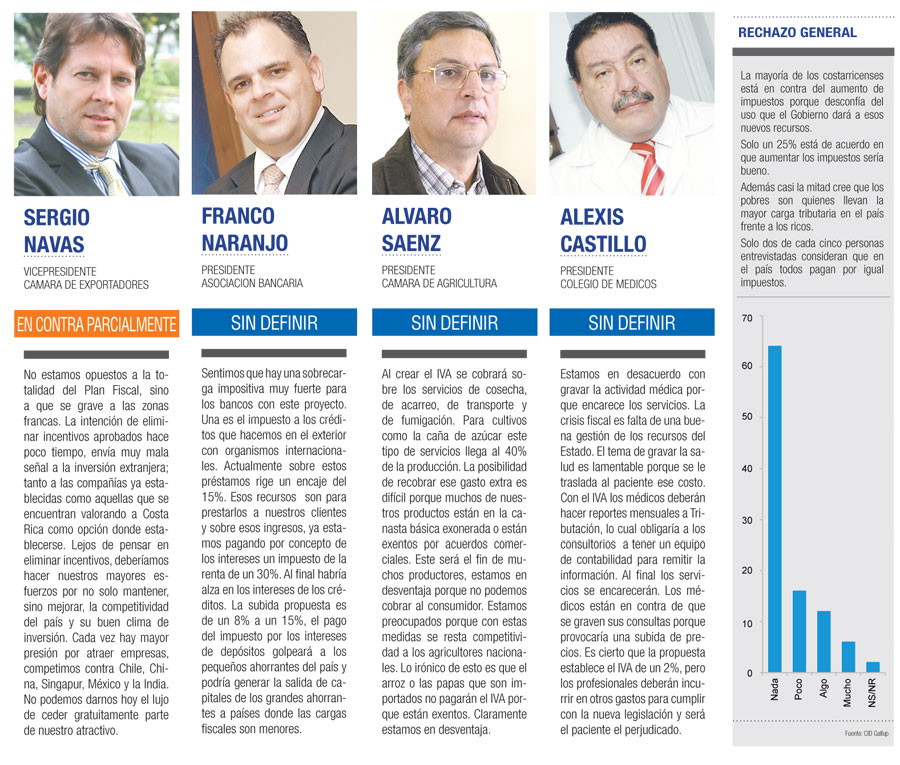 SERGIO
NAVAS
VICEPRESIDENTE
CAMARA DE EXPORTADORES
EN CONTRA PARCIALMENTE
No estamos opuestos a la to-
talidad del Plan Fiscal, sino
a que se grave a las zonas
francas. La intención de elimi-
nar incentivos aprobados hace
poco tiempo, envía muy mala
señal a la inversión extranjera;
tanto a las compañías ya esta-
blecidas como aquellas que se
encuentran valorando a Costa
Rica como opción donde esta-
blecerse. Lejos de pensar en
eliminar incentivos, deberíamos
hacer nuestros mayores es-
fuerzos por no solo mantener,
sino mejorar, la competitividad
del país y su buen clima de
inversión. Cada vez hay mayor
presión por atraer empresas,
competimos contra Chile, Chi-
na, Singapur, México y la India.
No podemos darnos hoy el lujo
de ceder gratuitamente parte
de nuestro atractivo.
FRANCO
NARANJO
PRESIDENTE
ASOCIACION BANCARIA
SIN DEFINIR
Sentimos que hay una sobrecar-
ga impositiva muy fuerte para
los bancos con este proyecto.
Una es el impuesto a los crédi-
tos que hacemos en el exterior
con organismos internaciona-
les. Actualmente sobre estos
préstamos rige un encaje del
15%. Esos recursos son para
prestarlos a nuestros clientes
y sobre esos ingresos, ya esta-
mos pagando por concepto de
los intereses un impuesto de la
renta de un 30%. Al final habría
alza en los intereses de los cré-
ditos. La subida propuesta es
de un 8% a un 15%, el pago
del impuesto por los intereses
de depósitos golpeará a los
pequeños ahorrantes del país y
podría generar la salida de ca-
pitales de los grandes ahorran-
tes a países donde las cargas
fiscales son menores.
ALVARO
SAENZ
PRESIDENTE
CAMARA DE AGRICULTURA
SIN DEFINIR
Al crear el IVA se cobrará so-
bre los servicios de cosecha,
de acarreo, de transporte y
de fumigación. Para cultivos
como la caña de azúcar este
tipo de servicios llega al 40%
de la producción. La posibilidad
de recobrar ese gasto extra es
difícil porque muchos de nues-
tros productos están en la ca-
nasta básica exonerada o están
exentos por acuerdos comer-
ciales. Este será el fin de mu-
chos productores, estamos en
desventaja porque no podemos
cobrar al consumidor. Estamos
preocupados porque con estas
medidas se resta competitivi-
dad a los agricultores naciona-
les. Lo irónico de esto es que el
arroz o las papas que son im-
portados no pagarán el IVA por-
que están exentos. Claramente
estamos en desventaja.
ALEXIS
CASTILLO
PRESIDENTE
COLEGIO DE MEDICOS
SIN DEFINIR
Estamos en desacuerdo con
gravar la actividad médica por-
que encarece los servicios. La
crisis fiscal es falta de una bue-
na gestión de los recursos del
Estado. El tema de gravar la sa-
lud es lamentable porque se le
traslada al paciente ese costo.
Con el IVA los médicos deberán
hacer reportes mensuales a Tri-
butación, lo cual obligaría a los
consultorios a tener un equipo
de contabilidad para remitir la
información. Al final los servi-
cios se encarecerán. Los mé-
dicos están en contra de que
se graven sus consultas porque
provocaría una subida de pre-
cios. Es cierto que la propuesta
establece el IVA de un 2%, pero
los profesionales deberán incu-
rrir en otros gastos para cumplir
con la nueva legislación y será
el paciente el perjudicado.
RECHAZO GENERAL
La mayoría de los costarricenses
está en contra del aumento de
impuestos porque desconfía del
uso que el Gobierno dará a esos
nuevos recursos.
Solo un 25% está de acuerdo en
que aumentar los impuestos sería
bueno.
Además casi la mitad cree que los
pobres son quienes llevan la
mayor carga tributaria en el país
frente a los ricos.
Solo dos de cada cinco personas
entrevistadas consideran que en
el país todos pagan por igual
impuestos.
70
60
50
40
30
20
10
0
Nada
Poco
Algo
Mucho
NS/NR
Fuente: CID Gallup